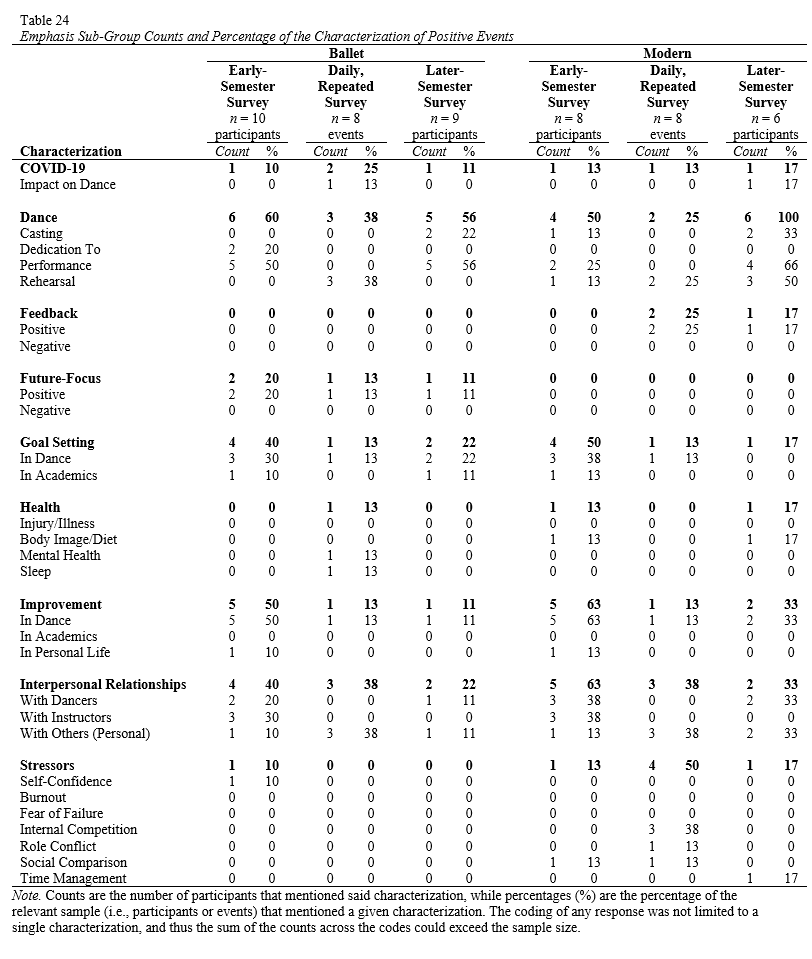 Table 24
Emphasis Sub-Group Counts and Percentage of the Characterization of Positive Events
Ballet Modern
Early- Daily, Later- Early- Daily, Later-
Semester Repeated Semester Semester Repeated Semester
Survey Survey Survey Survey Survey Survey
n = 10 n = 8 n = 9 n = 8 n = 8 n = 6
participants events participants participants events participants
Characterization Count % Count % Count % Count % Count % Count %
COVID-19 1 10 2 25 1 11 1 13 1 13 1 17
Impact on Dance 0 0 1 13 0 0 0 0 0 0 1 17
Dance 6 60 3 38 5 56 4 50 2 25 6 100
Casting 0 0 0 0 2 22 1 13 0 0 2 33
Dedication To 2 20 0 0 0 0 0 0 0 0 0 0
Performance 5 50 0 0 5 56 2 25 0 0 4 66
Rehearsal 0 0 3 38 0 0 1 13 2 25 3 50
Feedback 0 0 0 0 0 0 0 0 2 25 1 17
Positive 0 0 0 0 0 0 0 0 2 25 1 17
Negative 0 0 0 0 0 0 0 0 0 0 0 0
Future-Focus 2 20 1 13 1 11 0 0 0 0 0 0
Positive 2 20 1 13 1 11 0 0 0 0 0 0
Negative 0 0 0 0 0 0 0 0 0 0 0 0
Goal Setting 4 40 1 13 2 22 4 50 1 13 1 17
In Dance 3 30 1 13 2 22 3 38 1 13 0 0
In Academics 1 10 0 0 1 11 1 13 0 0 0 0
Health 0 0 1 13 0 0 1 13 0 0 1 17
Injury/Illness 0 0 0 0 0 0 0 0 0 0 0 0
Body Image/Diet 0 0 0 0 0 0 1 13 0 0 1 17
Mental Health 0 0 1 13 0 0 0 0 0 0 0 0
Sleep 0 0 1 13 0 0 0 0 0 0 0 0
Improvement 5 50 1 13 1 11 5 63 1 13 2 33
In Dance 5 50 1 13 1 11 5 63 1 13 2 33
In Academics 0 0 0 0 0 0 0 0 0 0 0 0
In Personal Life 1 10 0 0 0 0 1 13 0 0 0 0
Interpersonal Relationships 4 40 3 38 2 22 5 63 3 38 2 33
With Dancers 2 20 0 0 1 11 3 38 0 0 2 33
With Instructors 3 30 0 0 0 0 3 38 0 0 0 0
With Others (Personal) 1 10 3 38 1 11 1 13 3 38 2 33
Stressors 1 10 0 0 0 0 1 13 4 50 1 17
Self-Confidence 1 10 0 0 0 0 0 0 0 0 0 0
Burnout 0 0 0 0 0 0 0 0 0 0 0 0
Fear of Failure 0 0 0 0 0 0 0 0 0 0 0 0
Internal Competition 0 0 0 0 0 0 0 0 3 38 0 0
Role Conflict 0 0 0 0 0 0 0 0 1 13 0 0
Social Comparison 0 0 0 0 0 0 1 13 1 13 0 0
Time Management 0 0 0 0 0 0 0 0 0 0 1 17
Note. Counts are the number of participants that mentioned said characterization, while percentages (%) are the percentage of the
relevant sample (i.e., participants or events) that mentioned a given characterization. The coding of any response was not limited to a
single characterization, and thus the sum of the counts across the codes could exceed the sample size.